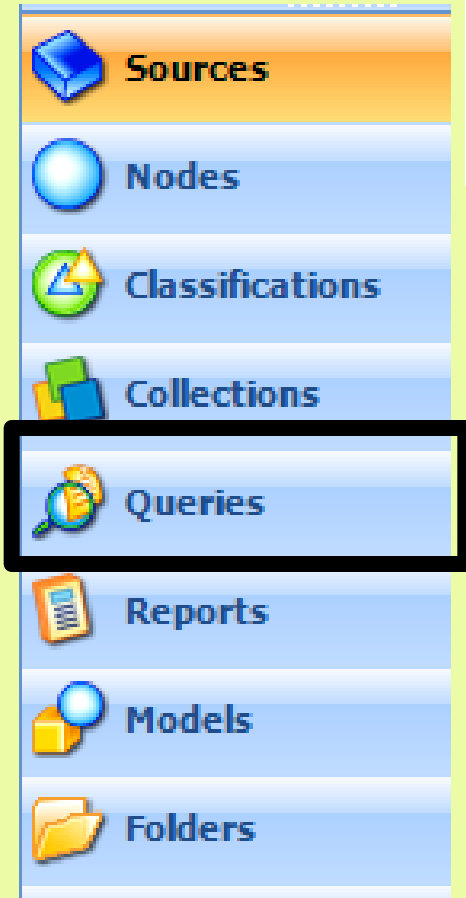 Sources
Nodes
Classifications
Collections
Queries
Reports
Models
Folders